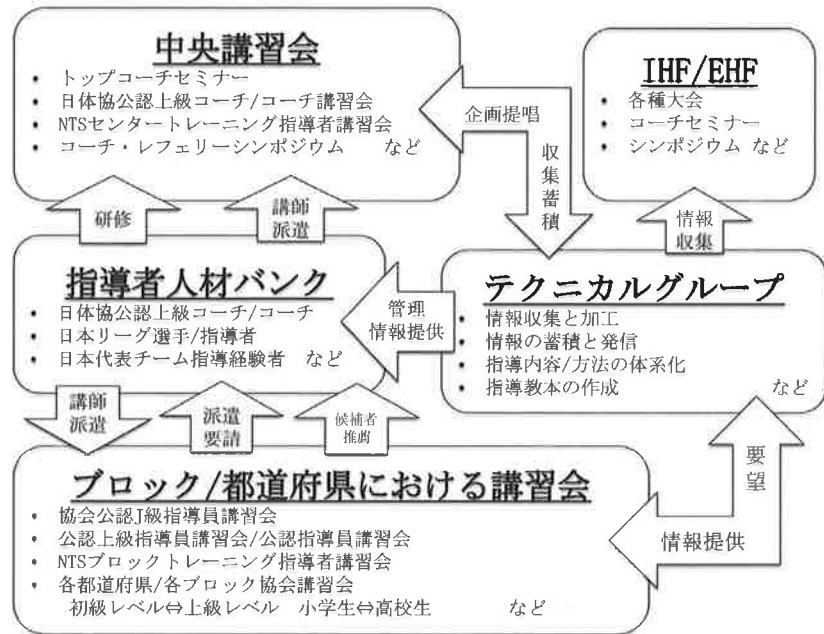 中央講習会
・ トップコーチセミナー
・ 日体協公認上級コーチ/コーチ講習会
・ NTSセンタートレーニング指導者講習会
・ コーチ・レフェリーシンポジウム など
IHF/EHF
・ 各種大会
・ コーチセミナー
・ シンポジウム など
企画提唱
収集蓄積
研修
講師
派遣
情報
収集
指導者人材バンク
・ 日体協公認上級コーチ/コーチ
・ 日本リーグ選手/指導者
・ 日本代表チーム指導経験者 など
管理
情報提供
テクニカルグループ
・ 情報収集と加工
・ 情報の蓄積と発信
・ 指導内容/方法の体系化
・ 指導教本の作成 など
講師
派遣
派遣
要請
候補者
推薦
要望
情報提供
ブロック/都道府県における講習会
・ 協会公認J級指導員講習会
・ 公認上級指導員講習会/公認指導員講習会
・ NTSブロックトレーニング指導者講習会
・ 各都道府県/各ブロック協会講習会
初級レベル⇔上級レベル 小学生⇔高校生 など